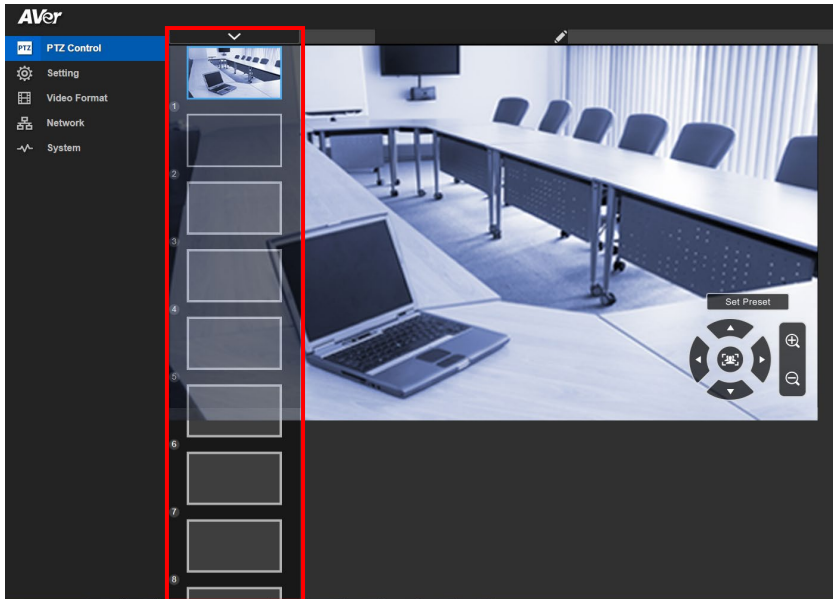 AVer
PTZ PTZ Control
Setting
Video Format
Network
System
1
2
3
4
5
6
7
8
Set Preset